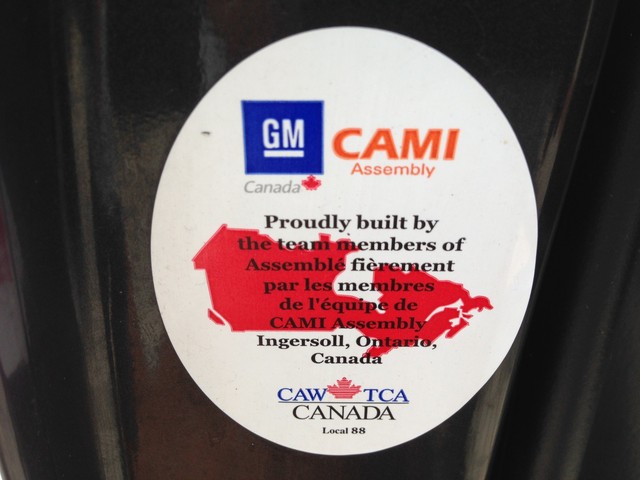 GM CAMI
Assembly
Canada
Proudly built by
the team members of
Assemblé fièrement
par les membres
de l'équipe de
CAMI Assembly
Ingersoll, Ontario,
Canada
CAW TCA
CANADA
Local 88